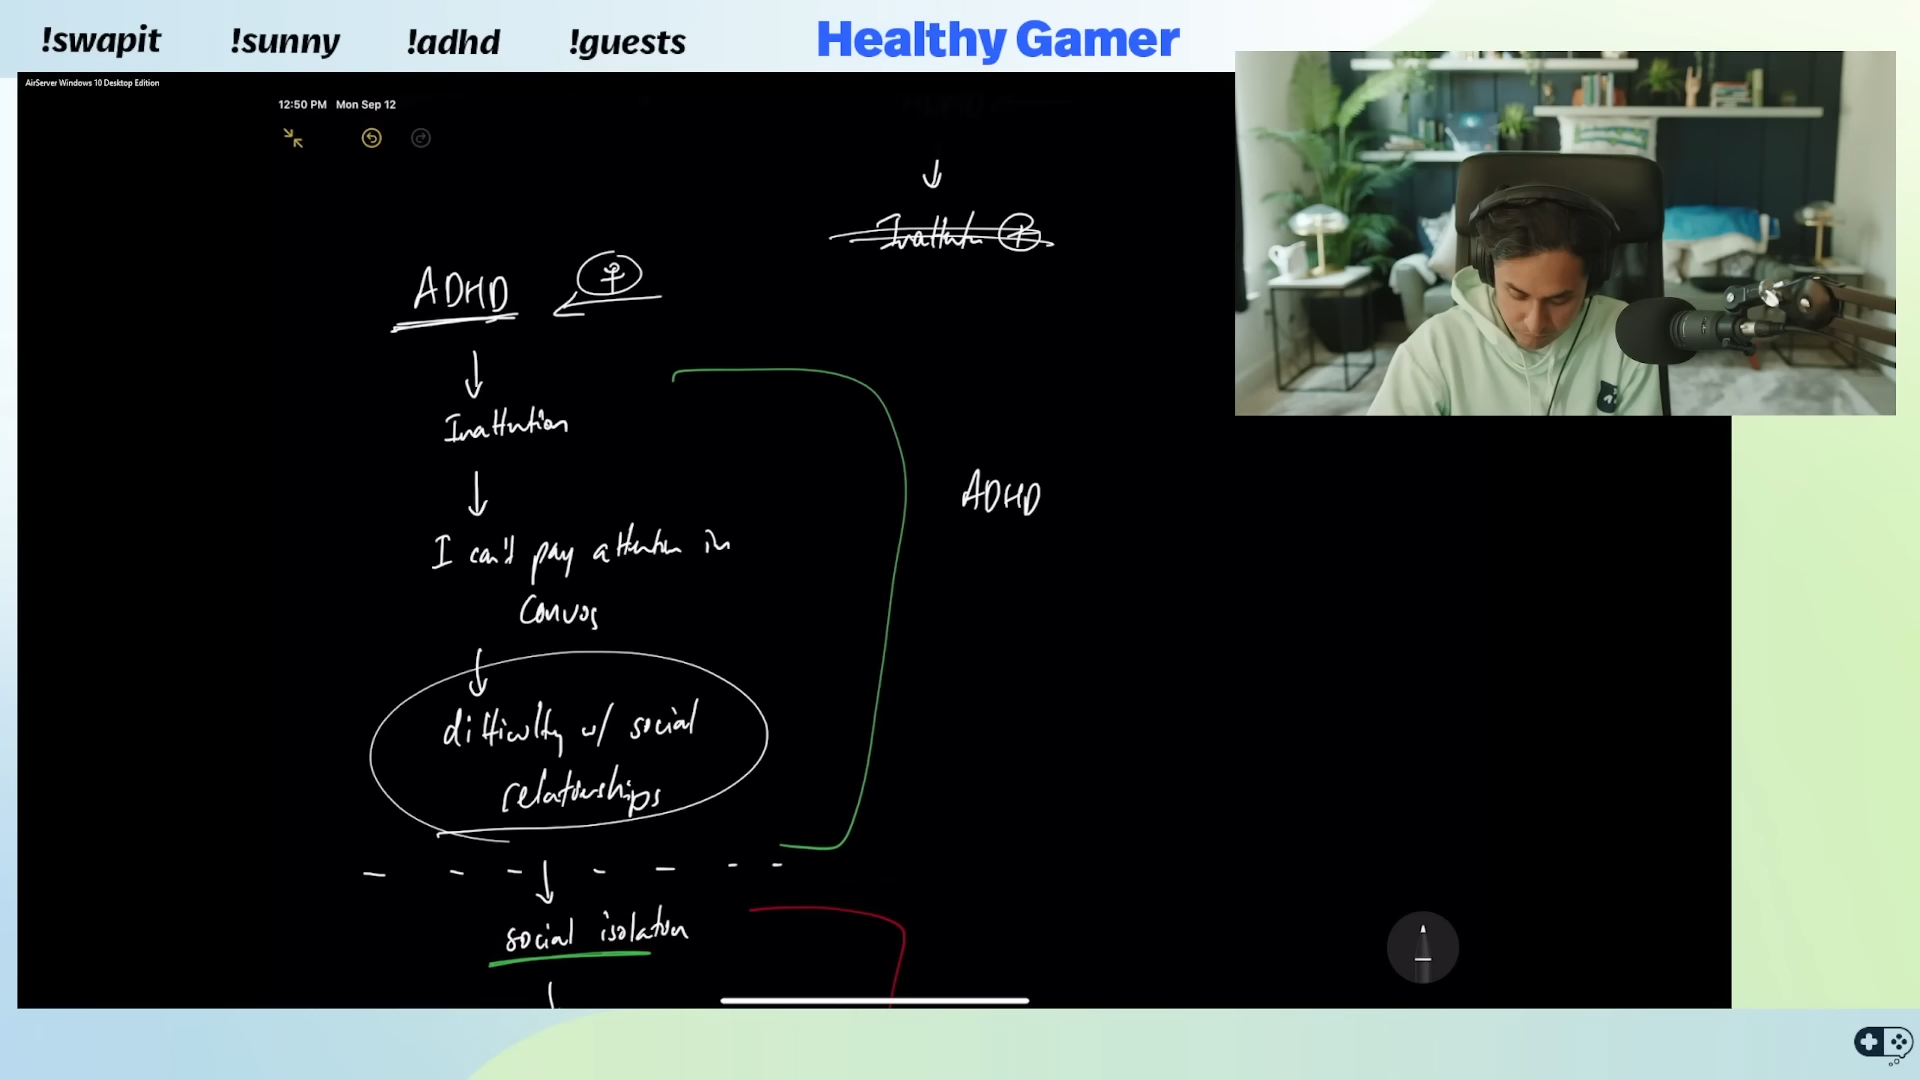 !swapit !sunny !adhd !guests Healthy Gamer
AirServer Windows 10 Desktop Edition
12:50 PM Mon Sep 12
ADHD
Inattention
I can't pay attention in
convos
difficulty w/ social
relationships
social isolation
Inattention
ADHD